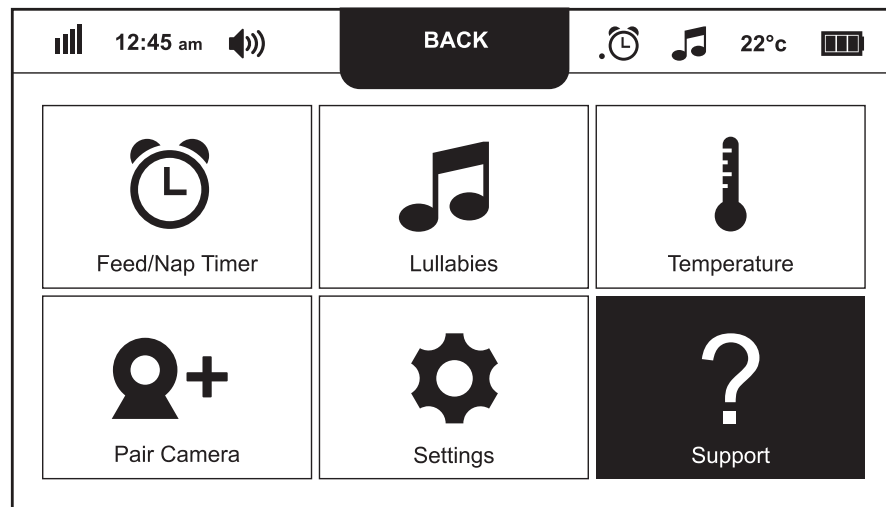 12:45 am BACK 22°c
Feed/Nap Timer Lullabies Temperature
Pair Camera Settings Support